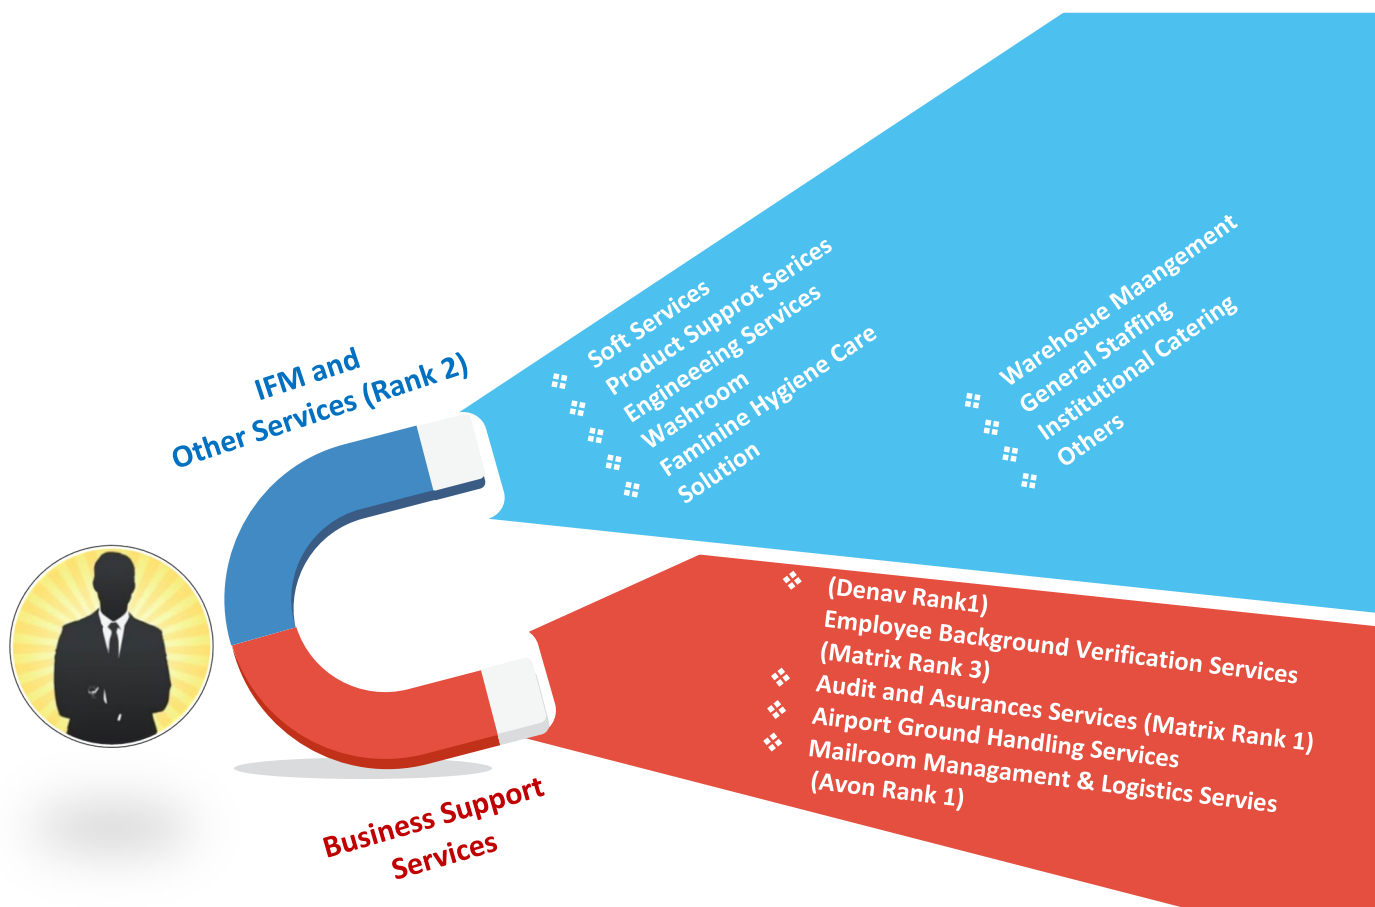 IFM and
Other Services (Rank 2)
Soft Services
Product Supprot Serices
Engineeeing Services
Washroom
Faminine Hygiene Care
Solution
Warehosue Maangement
General Staffing
Institutional Catering
Others
(Denav Rank1)
Employee Background Verification Services
(Matrix Rank 3)
Audit and Asurances Services (Matrix Rank 1)
Airport Ground Handling Services
Mailroom Managament & Logistics Servies
(Avon Rank 1)
Business Support
Services